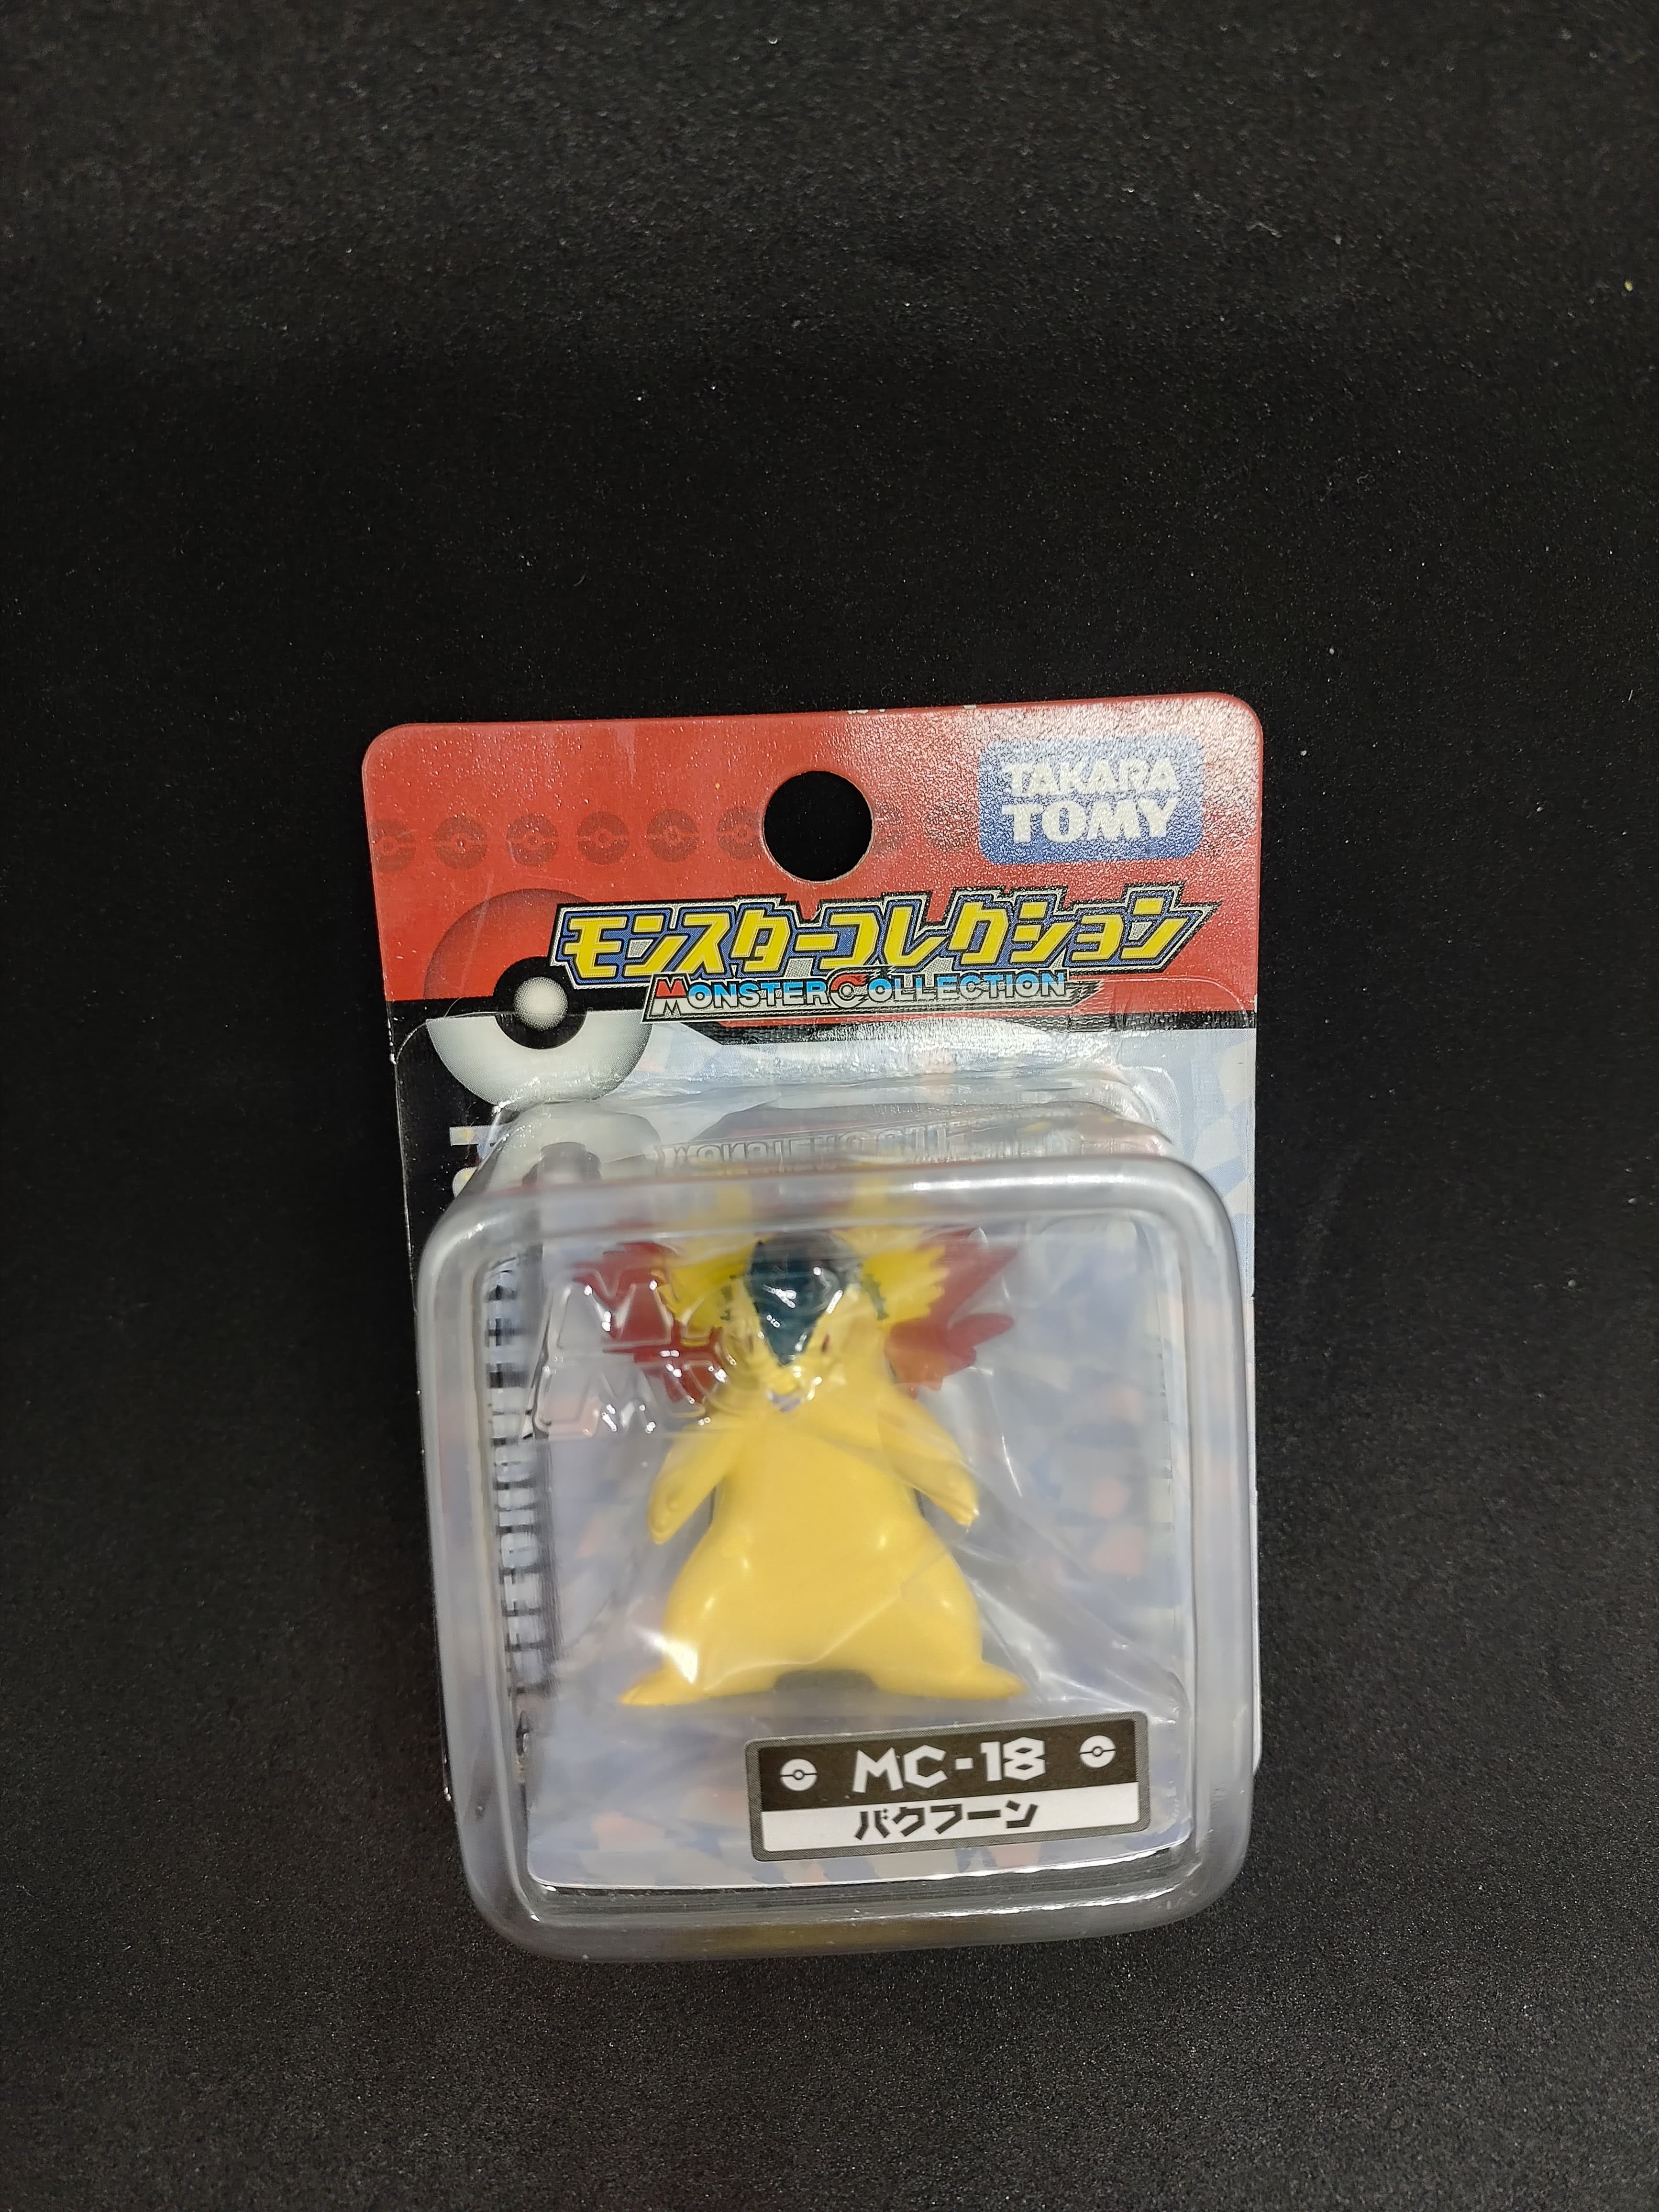 TAKARA
TOMY
モンスターコレクション
MONSTER COLLECTION
MC-18
バクフーン